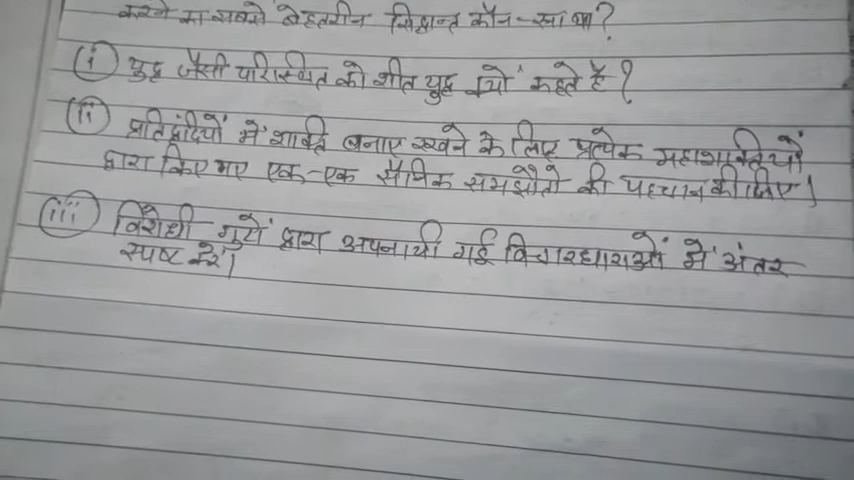 करने का सबसे बेहतरीन सिद्धान्त कौन-सा था?
(i) युद्ध जैसी परिस्थित को शीत युद्ध क्यों कहते है?
(ii) प्रतिद्वंदियों में शक्ति बनाए रखने के लिए प्रत्येक महाशक्तियों
द्वारा किए गए एक-एक सैनिक समझौतो की पहचान कीजिए।
(iii) विरोधी गुटों द्वारा अपनायी गई विचारधाराओं में अंतर
स्पष्ट करें।